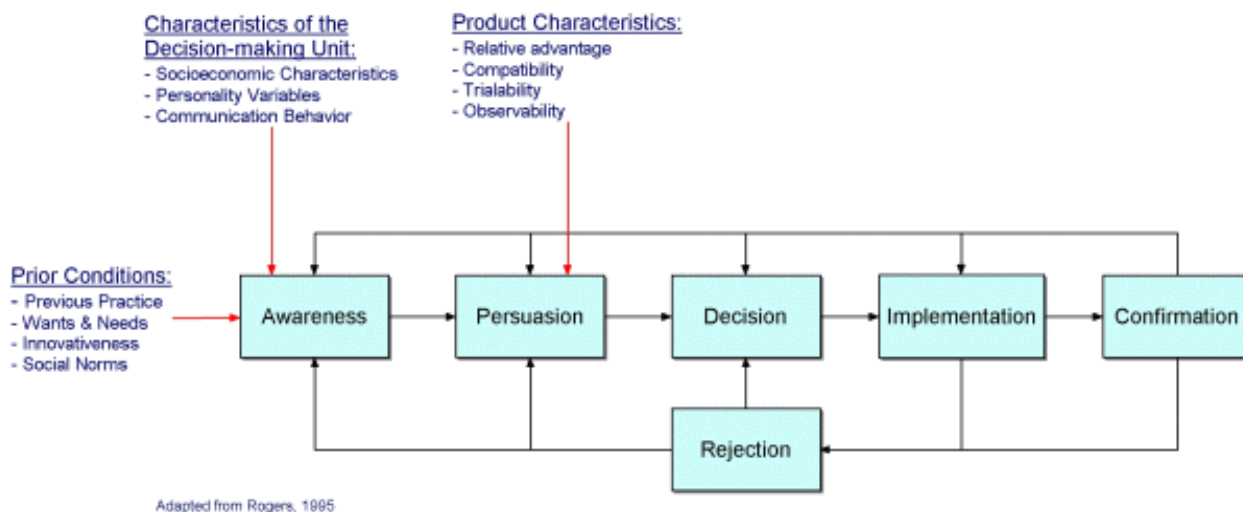 Characteristics of the
Decision-making Unit:
- Socioeconomic Characteristics
- Personality Variables
- Communication Behavior
Product Characteristics:
- Relative advantage
- Compatibility
- Trialability
- Observability
Prior Conditions:
- Previous Practice
- Wants & Needs
- Innovativeness
- Social Norms
Awareness
Persuasion
Decision
Implementation
Confirmation
Rejection
Adapted from Rogers, 1995